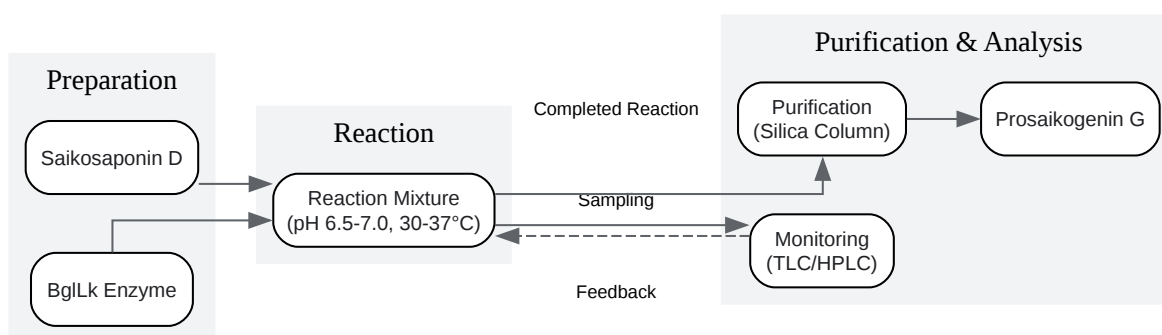 Preparation
Saikosaponin D
BglLk Enzyme
Reaction
Reaction Mixture
(pH 6.5-7.0, 30-37°C)
Completed Reaction
Sampling
Feedback
Purification & Analysis
Purification
(Silica Column)
Prosaikogenin G
Monitoring
(TLC/HPLC)